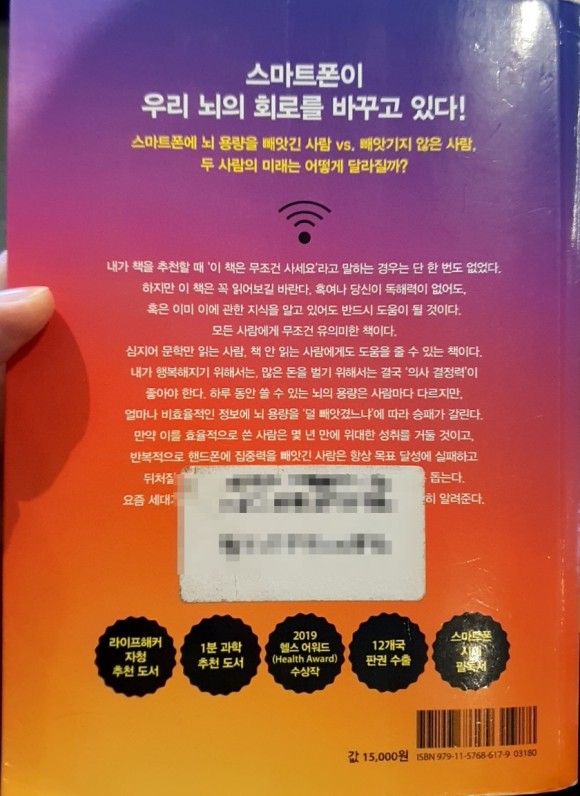 스마트폰이
우리 뇌의 회로를 바꾸고 있다!
스마트폰에 뇌 용량을 빼앗긴 사람 vs. 빼앗기지 않은 사람,
두 사람의 미래는 어떻게 달라질까?
내가 책을 추천할 때 '이 책은 무조건 사세요'라고 말하는 경우는 단 한 번도 없었다.
하지만 이 책은 꼭 읽어보길 바란다. 혹여나 당신이 독해력이 없어도,
혹은 이미 이에 관한 지식을 알고 있어도 반드시 도움이 될 것이다.
모든 사람에게 무조건 유의미한 책이다.
심지어 문학만 읽는 사람, 책 안 읽는 사람에게도 도움을 줄 수 있는 책이다.
내가 행복해지기 위해서는, 많은 돈을 벌기 위해서는 결국 '의사 결정력'이
좋아야 한다. 하루 동안 쓸 수 있는 뇌의 용량은 사람마다 다르지만,
얼마나 비효율적인 정보에 뇌 용량을 '덜 빼앗겼느냐'에 따라 승패가 갈린다.
만약 이를 효율적으로 쓴 사람은 몇 년 만에 위대한 성취를 거둘 것이고,
반복적으로 핸드폰에 집중력을 빼앗긴 사람은 항상 목표 달성에 실패하고
뒤처질 돕는다.
요즘 세대 알려준다.
라이프해커
자청
추천 도서
1분 과학
추천 도서
2019
헬스 어워드
(Health Award)
수상작
12개국
판권 수출
스마트폰
시대
필독서
값 15,000원
ISBN 979-11-5768-617-9 03180